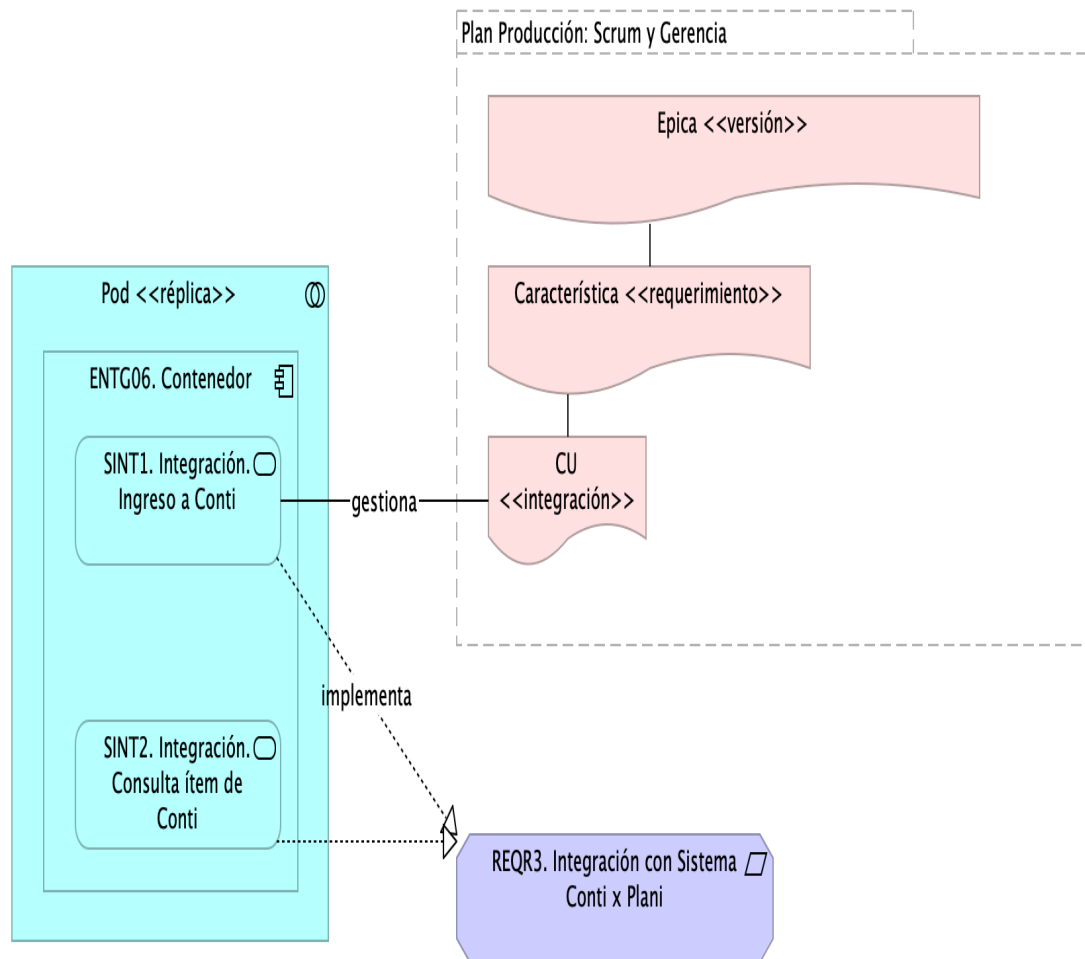 Plan Producción: Scrum y Gerencia
Epica <<versión>>
Pod <<réplica>>
Característica <<requerimiento>>
ENTG06. Contenedor
SINT1. Integración.
Ingreso a Conti
gestiona
CU
<<integración>>
implementa
SINT2. Integración.
Consulta ítem de
Conti
REQR3. Integración con Sistema
Conti x Plani